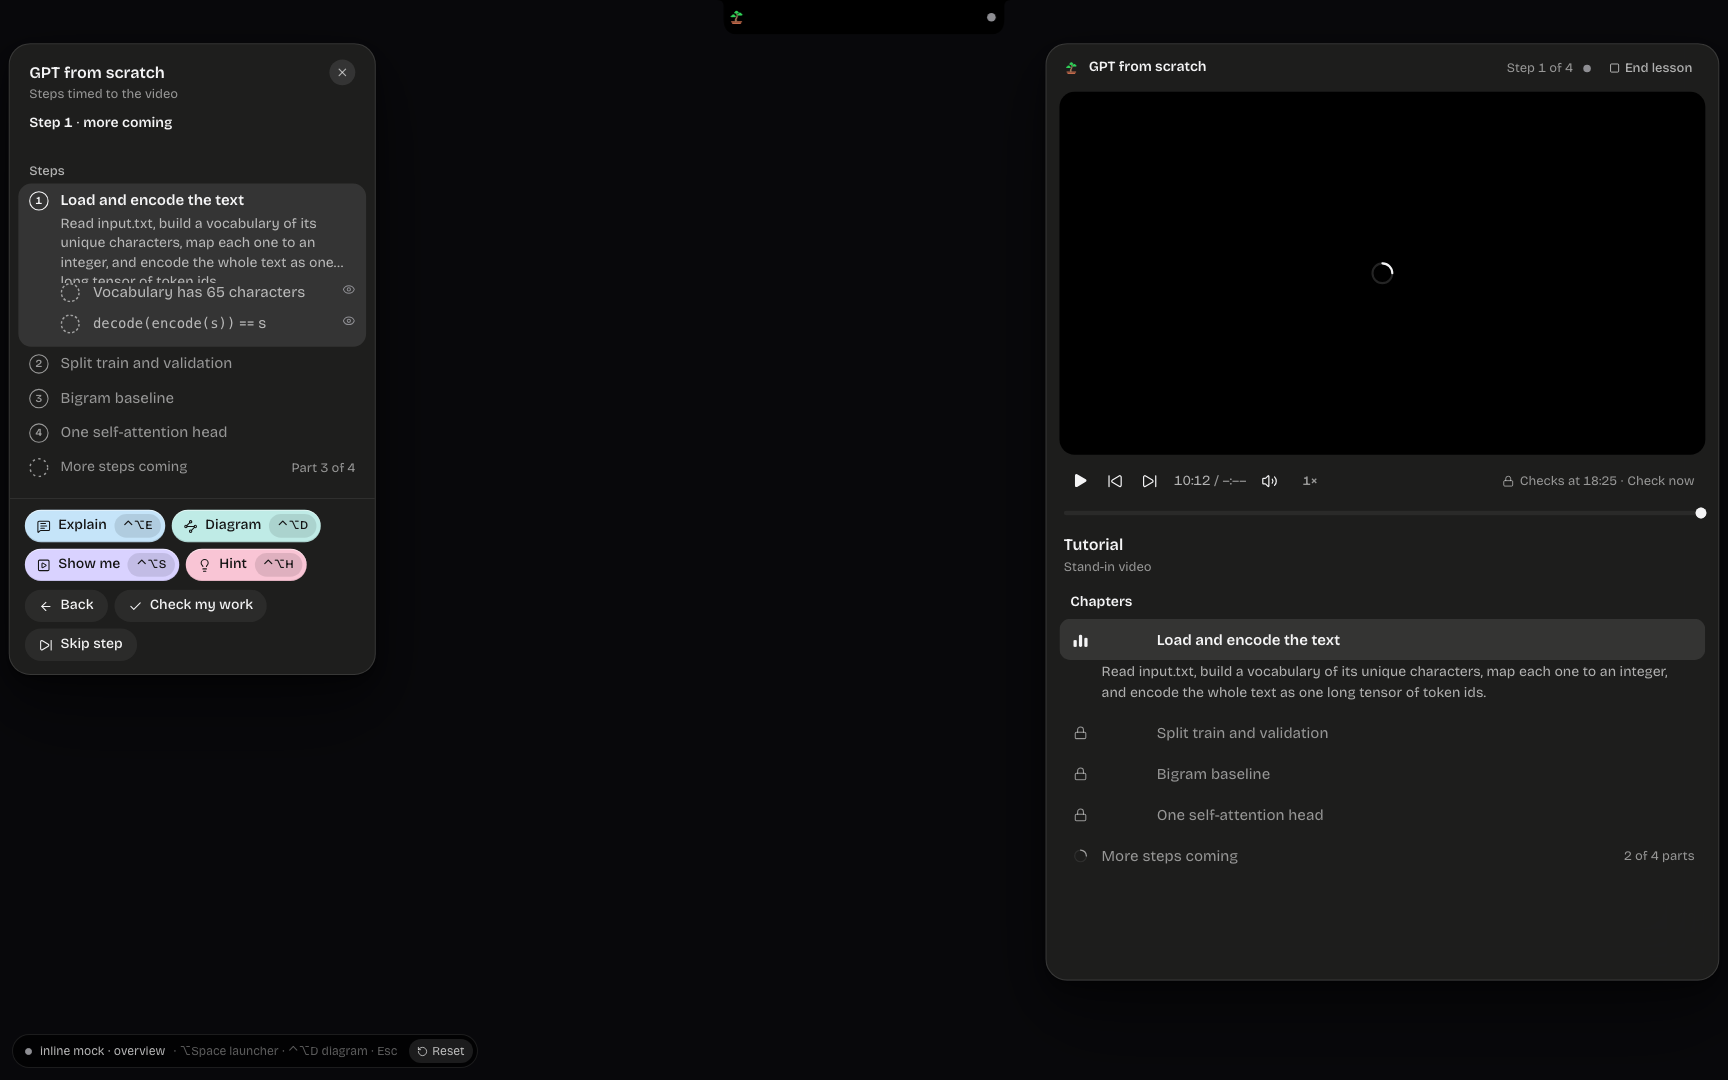 GPT from scratch
Steps timed to the video
Step 1 · more coming
Steps
1 Load and encode the text
Read input.txt, build a vocabulary of its
unique characters, map each one to an
integer, and encode the whole text as one...
long tensor of token ids.
Vocabulary has 65 characters
decode(encode(s)) == s
2 Split train and validation
3 Bigram baseline
4 One self-attention head
More steps coming Part 3 of 4
Explain ^⌥E Diagram ^⌥D
Show me ^⌥S Hint ^⌥H
Back Check my work
Skip step
GPT from scratch Step 1 of 4 End lesson
10:12 / –:–– 1× Checks at 18:25 · Check now
Tutorial
Stand-in video
Chapters
Load and encode the text
Read input.txt, build a vocabulary of its unique characters, map each one to an integer,
and encode the whole text as one long tensor of token ids.
Split train and validation
Bigram baseline
One self-attention head
More steps coming 2 of 4 parts
inline mock · overview · ⌥Space launcher · ^⌥D diagram · Esc Reset